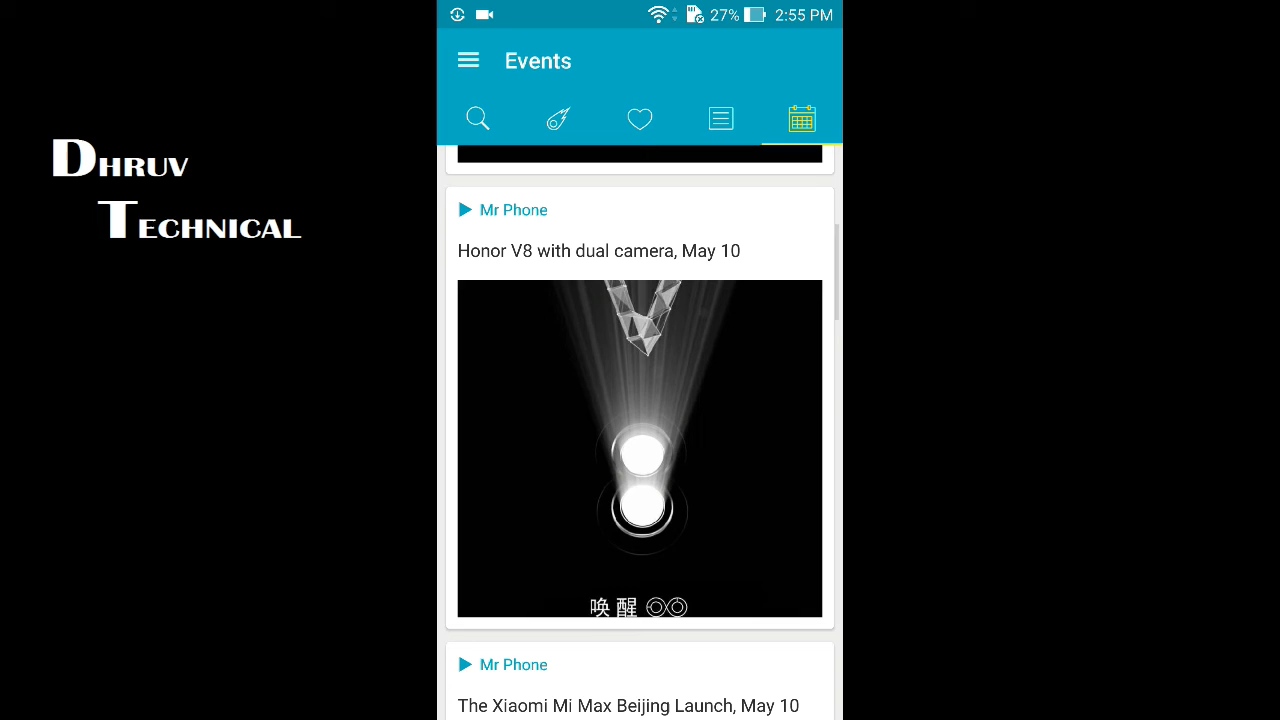 27% 2:55 PM
Events
DHRUV
TECHNICAL
Mr Phone
Honor V8 with dual camera, May 10
唤醒
Mr Phone
The Xiaomi Mi Max Beijing Launch, May 10